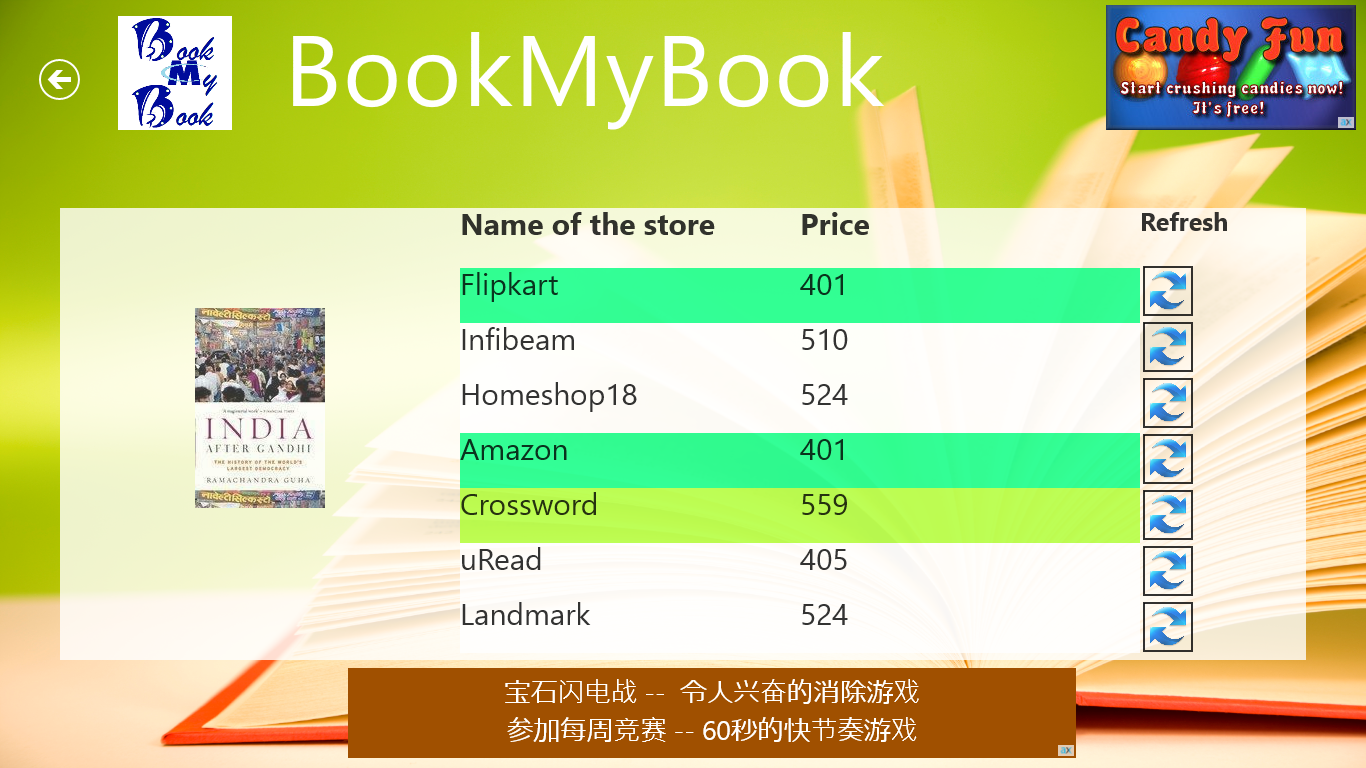 Book
My
Book
BookMyBook
Candy Fun
Start crushing candies now!
It's free!
Name of the store Price Refresh
Flipkart 401
Infibeam 510
Homeshop18 524
Amazon 401
Crossword 559
uRead 405
Landmark 524
INDIA
AFTER GANDHI
THE HISTORY OF THE WORLD'S
LARGEST DEMOCRACY
RAMACHANDRA GUHA
宝石闪电战 -- 令人兴奋的消除游戏
参加每周竞赛 -- 60秒的快节奏游戏